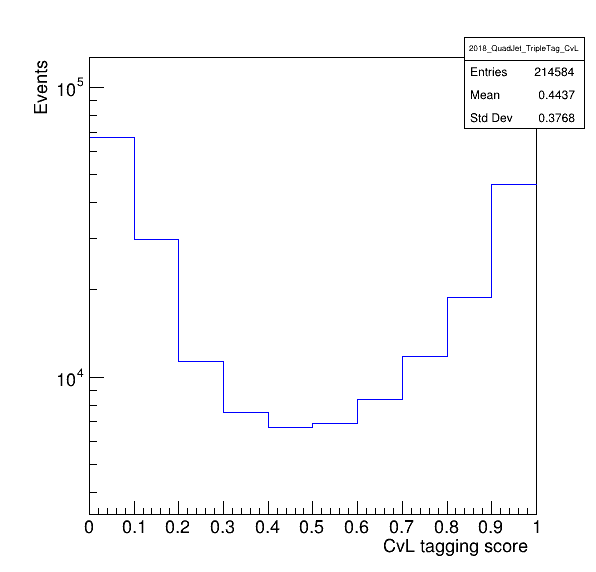 2018_QuadJet_TripleTag_CvL
Entries 214584
Mean 0.4437
Std Dev 0.3768
Events
10^5
10^4
0 0.1 0.2 0.3 0.4 0.5 0.6 0.7 0.8 0.9 1
CvL tagging score